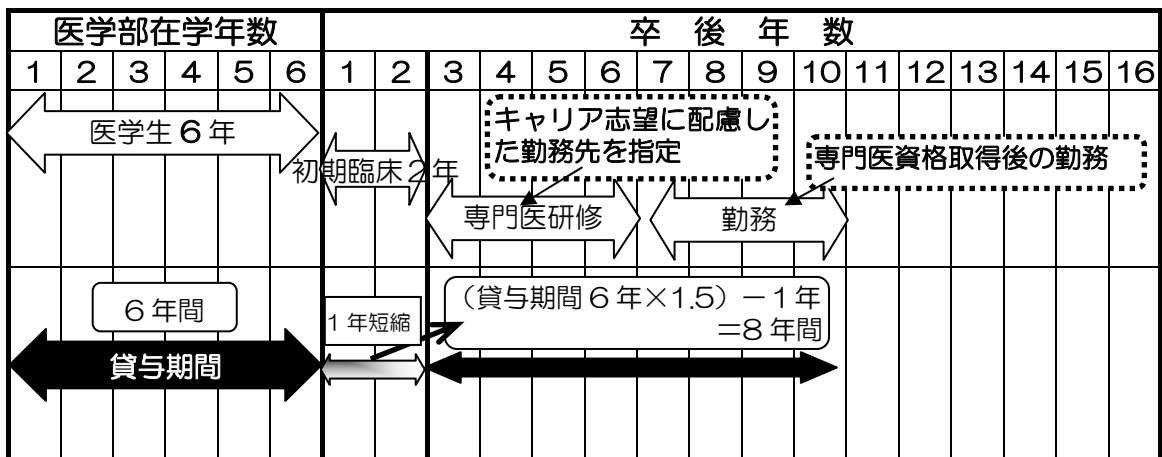 医学部在学年数 卒後年数
1 2 3 4 5 6 1 2 3 4 5 6 7 8 9 10 11 12 13 14 15 16
医学生6年
初期臨床2年
キャリア志望に配慮し
た勤務先を指定
専門医資格取得後の勤務
専門医研修
勤務
6年間
1年短縮
（貸与期間6年×1.5）－1年
＝8年間
貸与期間